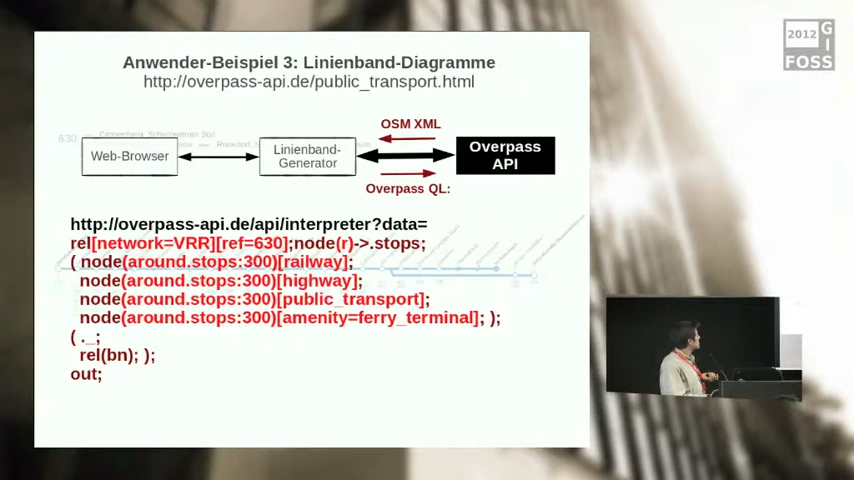 Anwender-Beispiel 3: Linienband-Diagramme
http://overpass-api.de/public_transport.html
2012
GI
FOSS
630
OSM XML
Web-Browser
Linienband-
Generator
Overpass
API
Overpass QL:
http://overpass-api.de/api/interpreter?data=
rel[network=VRR][ref=630];node(r)->.stops;
( node(around.stops:300)[railway];
node(around.stops:300)[highway];
node(around.stops:300)[public_transport];
node(around.stops:300)[amenity=ferry_terminal]; );
( ._;
rel(bn); );
out;